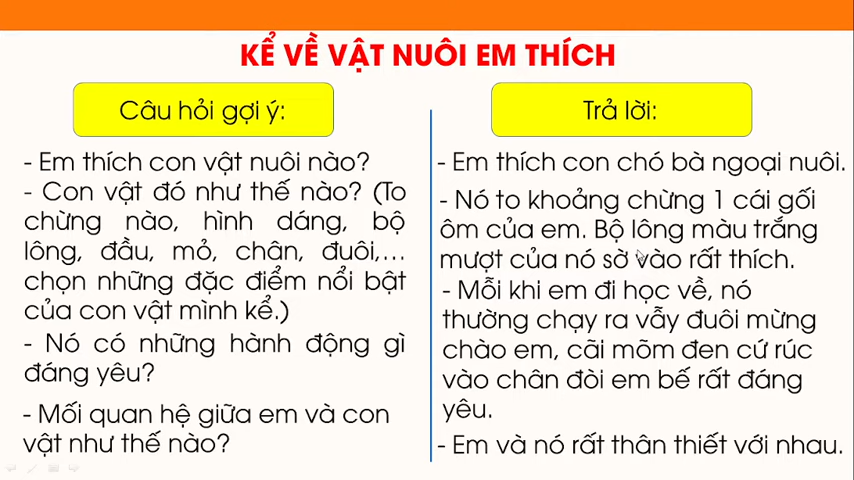 KỂ VỀ VẬT NUÔI EM THÍCH
Câu hỏi gợi ý:
- Em thích con vật nuôi nào?
- Con vật đó như thế nào? (To
chừng nào, hình dáng, bộ
lông, đầu, mỏ, chân, đuôi,...
chọn những đặc điểm nổi bật
của con vật mình kể.)
- Nó có những hành động gì
đáng yêu?
- Mối quan hệ giữa em và con
vật như thế nào?
Trả lời:
- Em thích con chó bà ngoại nuôi.
- Nó to khoảng chừng 1 cái gối
ôm của em. Bộ lông màu trắng
mượt của nó sờ vào rất thích.
- Mỗi khi em đi học về, nó
thường chạy ra vẫy đuôi mừng
chào em, cãi mõm đen cứ rúc
vào chân đòi em bế rất đáng
yêu.
- Em và nó rất thân thiết với nhau.